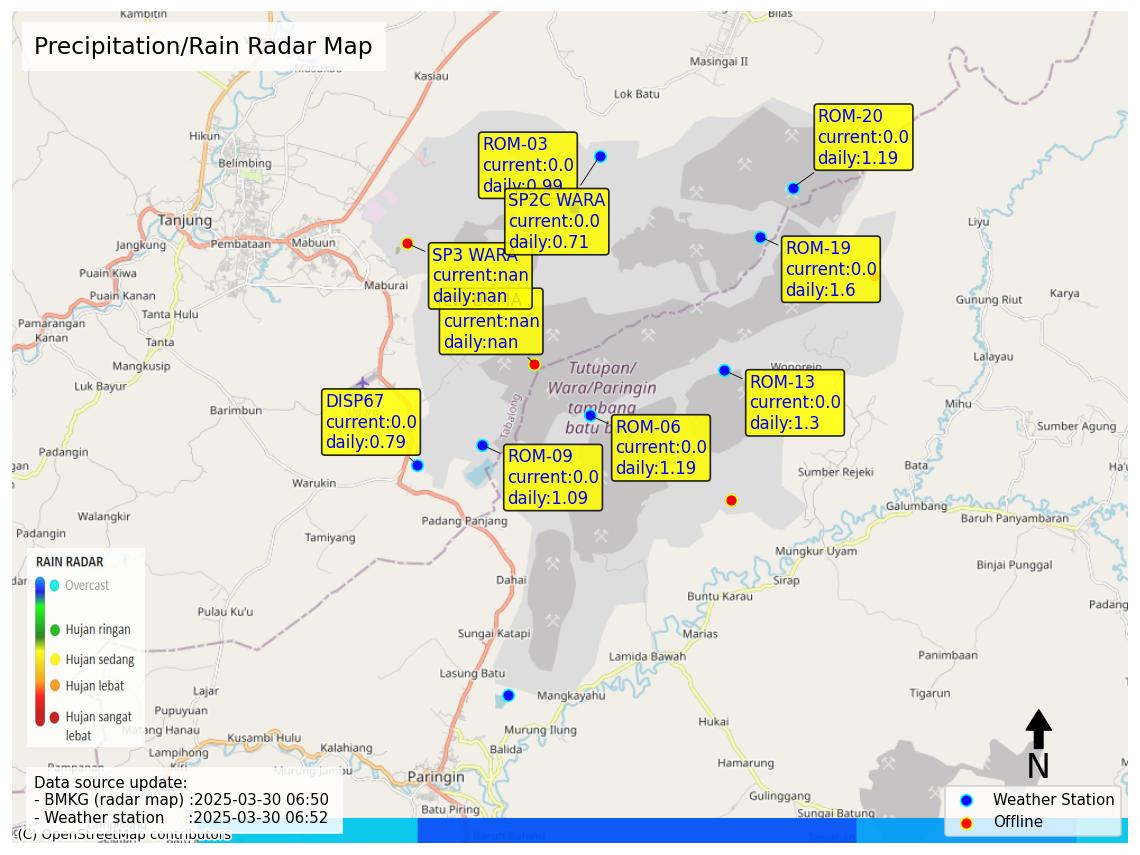 Kambitin
Bilas
Precipitation/Rain Radar Map
Masukau
Kasiau
Masingai II
Lok Batu
Hikun
Belimbing
ROM-03
current:0.0
daily:0.99
ROM-20
current:0.0
daily:1.19
SP2C WARA
current:0.0
daily:0.71
Tanjung
Jangkung
Pembataan
Mabuun
Liyu
SP3 WARA
current:nan
daily:nan
ROM-19
current:0.0
daily:1.6
Puain Kiwa
Puain Kanan
Maburai
Gunung Riut
Karya
Tanta Hulu
current:nan
daily:nan
Pamarangan
Kanan
Tanta
Mangkusip
Lalayau
Luk Bayur
Wonorejo
Tutupan/
Wara/Paringin
tambang
batu b
Tabalong
ROM-13
current:0.0
daily:1.3
Barimbun
Mihu
DISP67
current:0.0
daily:0.79
ROM-06
current:0.0
daily:1.19
Sumber Agung
Padangin
ROM-09
current:0.0
daily:1.09
gan
Bata
Ha'u
Sumber Rejeki
Warukin
Galumbang
Walangkir
Padang Panjang
Baruh Panyambaran
Padangin
Tamiyang
Mungkur Uyam
Binjai Punggal
RAIN RADAR
Overcast
Hujan ringan
Hujan sedang
Hujan lebat
Hujan sangat
lebat
Dahai
Sirap
Buntu Karau
Padang
Pulau Ku'u
Sungai Katapi
Marias
Lamida Bawah
Panimbaan
Lasung Batu
Lajar
Mangkayahu
Tigarun
Pupuyuan
Matang Hanau
Hukai
Murung Ilung
Kusambi Hulu
Kalahiang
Balida
Lampihong
Kiri
Hamarung
N
Pampanan
Murung Jambu
Paringin
Data source update:
- BMKG (radar map) :2025-03-30 06:50
- Weather station :2025-03-30 06:52
Gulinggang
Batu Piring
Sungai Batung
Weather Station
Offline
(C) OpenStreetMap contributors
Baruh Bahinu